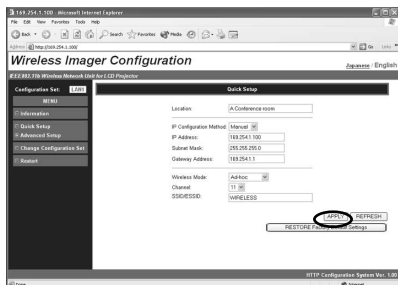 169.254.1.100 - Microsoft Internet Explorer
File Edit View Favorites Tools Help
Back Search Favorites Media
Address http://169.254.1.100/ Go Links
Wireless Imager Configuration
Japanese / English
IEEE802.11b Wireless Network Unit for LCD Projector
Configuration Set: LAN1
MENU
Information
Quick Setup
Advanced Setup
Change Configuration Set
Restart
Quick Setup
Location: A Conference room
IP Configuration Method: Manual
IP Address: 169.254.1.100
Subnet Mask: 255.255.255.0
Gateway Address: 169.254.1.1
Wireless Mode: Ad-hoc
Channel: 11
SSID/ESSID: WIRELESS
APPLY REFRESH
RESTORE Factory Default Settings
HTTP Configuration System Ver. 1.00
Done Internet